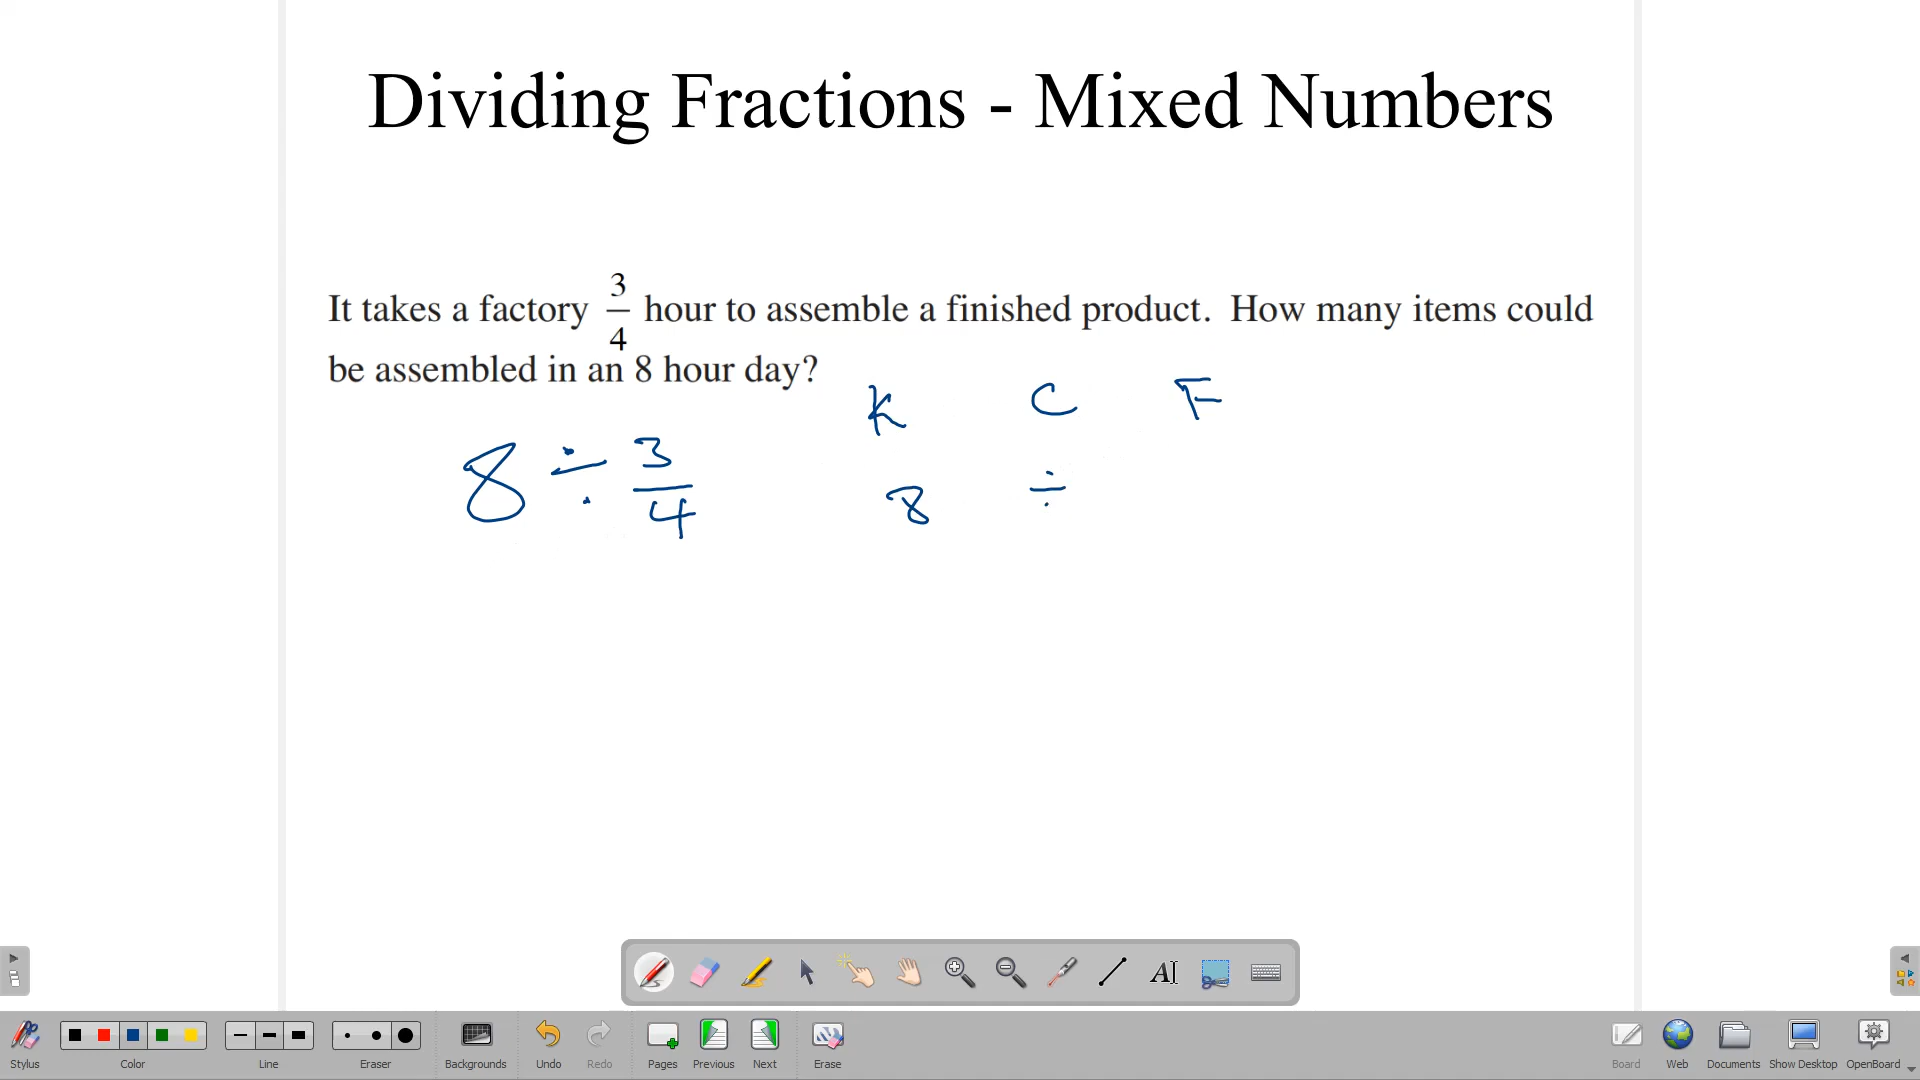 Dividing Fractions - Mixed Numbers
It takes a factory 3/4 hour to assemble a finished product. How many items could
be assembled in an 8 hour day?
K C F
8 ÷ 3/4
8 ÷
A
Stylus Color Line Eraser Backgrounds Undo Redo Pages Previous Next Erase Board Web Documents Show Desktop OpenBoard